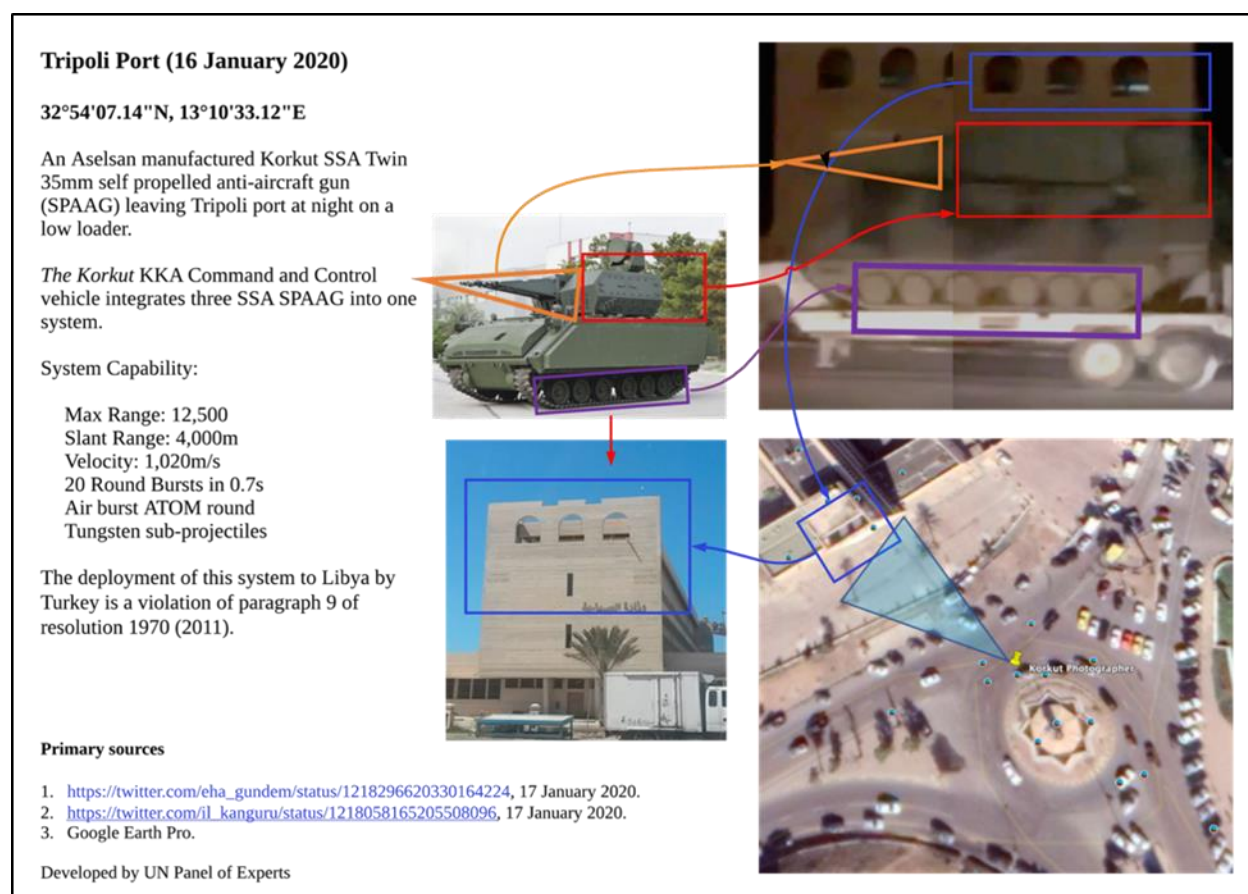 Tripoli Port (16 January 2020)
32°54'07.14"N, 13°10'33.12"E
An Aselsan manufactured Korkut SSA Twin
35mm self propelled anti-aircraft gun
(SPAAG) leaving Tripoli port at night on a
low loader.
The Korkut KKA Command and Control
vehicle integrates three SSA SPAAG into one
system.
System Capability:
Max Range: 12,500
Slant Range: 4,000m
Velocity: 1,020m/s
20 Round Bursts in 0.7s
Air burst ATOM round
Tungsten sub-projectiles
The deployment of this system to Libya by
Turkey is a violation of paragraph 9 of
resolution 1970 (2011).
Korkut Photographer
Primary sources
1. https://twitter.com/eha_gundem/status/1218296620330164224, 17 January 2020.
2. https://twitter.com/il_kanguru/status/1218058165205508096, 17 January 2020.
3. Google Earth Pro.
Developed by UN Panel of Experts